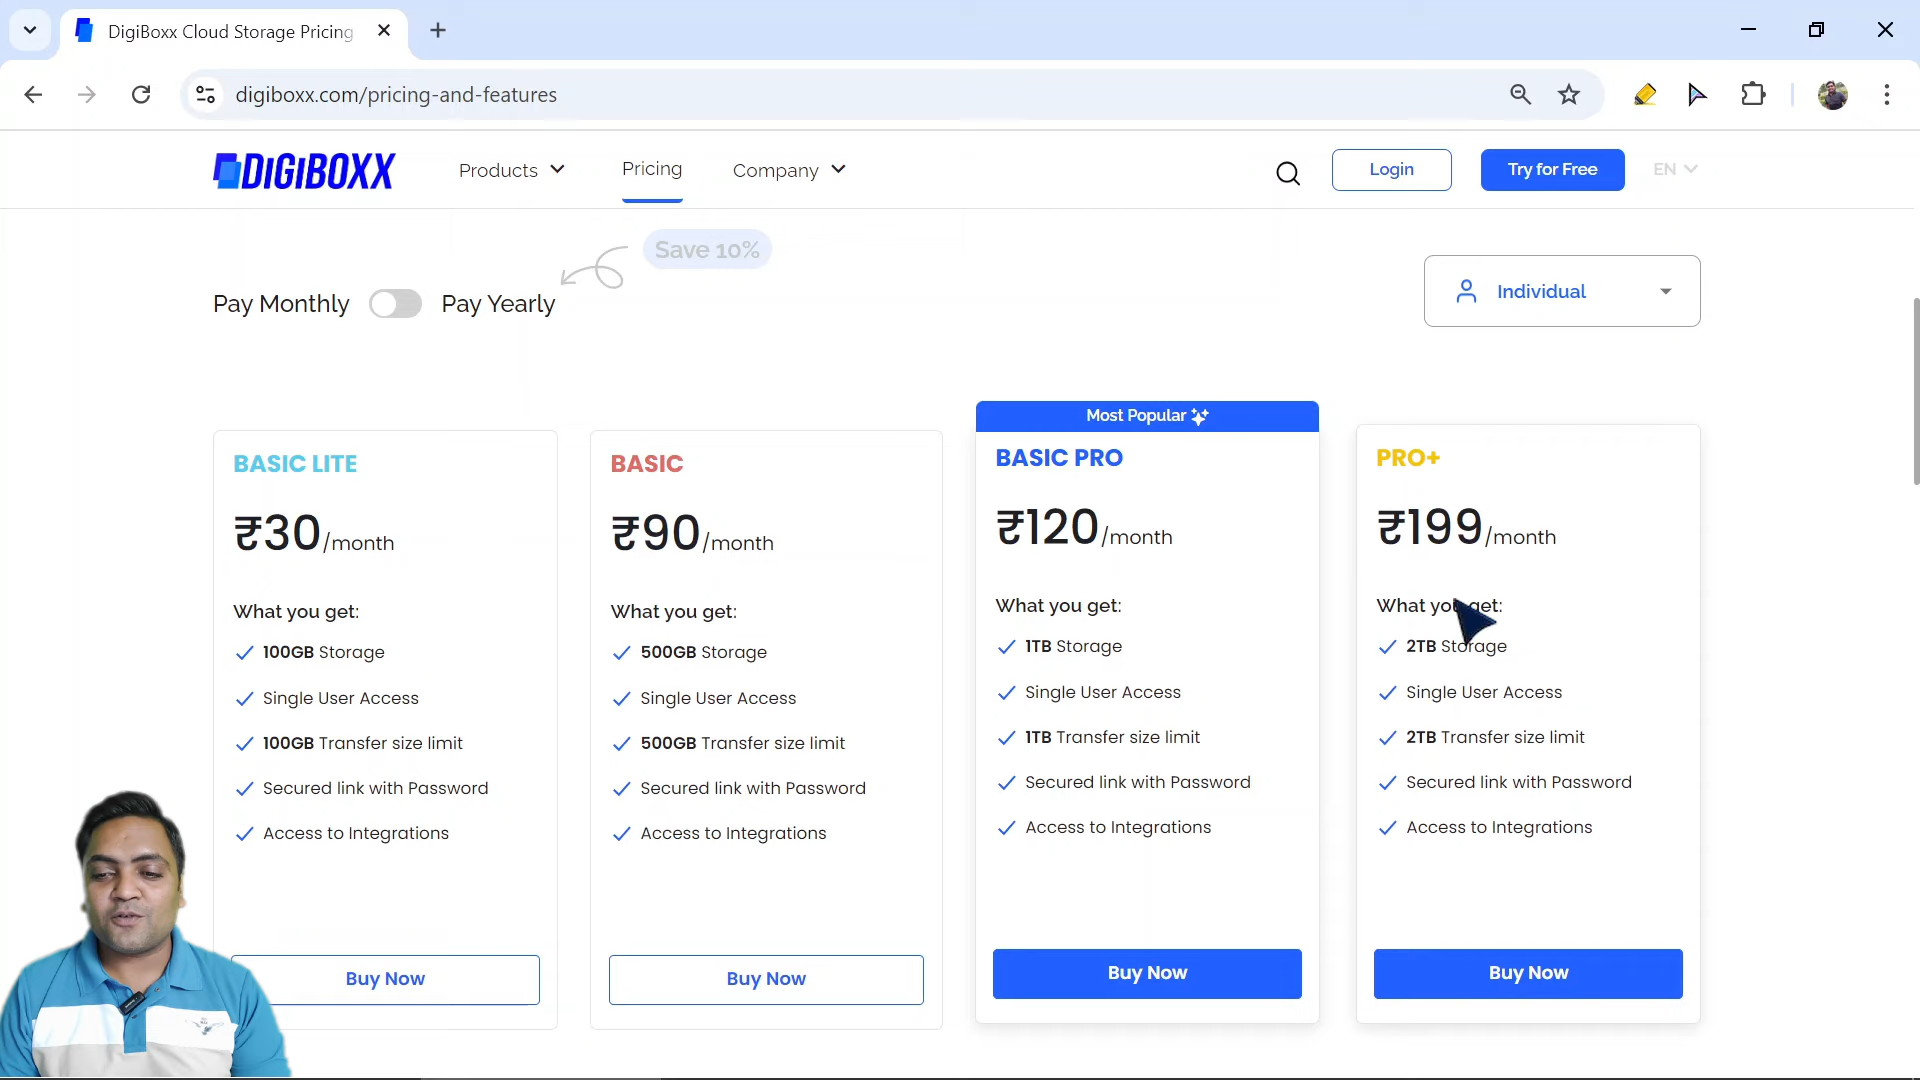 DigiBoxx Cloud Storage Pricing
digiboxx.com/pricing-and-features
DIGIBOXX
Products
Pricing
Company
Login
Try for Free
EN
Save 10%
Pay Monthly
Pay Yearly
Individual
BASIC LITE
₹30/month
What you get:
100GB Storage
Single User Access
100GB Transfer size limit
Secured link with Password
Access to Integrations
Buy Now
BASIC
₹90/month
What you get:
500GB Storage
Single User Access
500GB Transfer size limit
Secured link with Password
Access to Integrations
Buy Now
Most Popular
BASIC PRO
₹120/month
What you get:
1TB Storage
Single User Access
1TB Transfer size limit
Secured link with Password
Access to Integrations
Buy Now
PRO+
₹199/month
What you get:
2TB Storage
Single User Access
2TB Transfer size limit
Secured link with Password
Access to Integrations
Buy Now